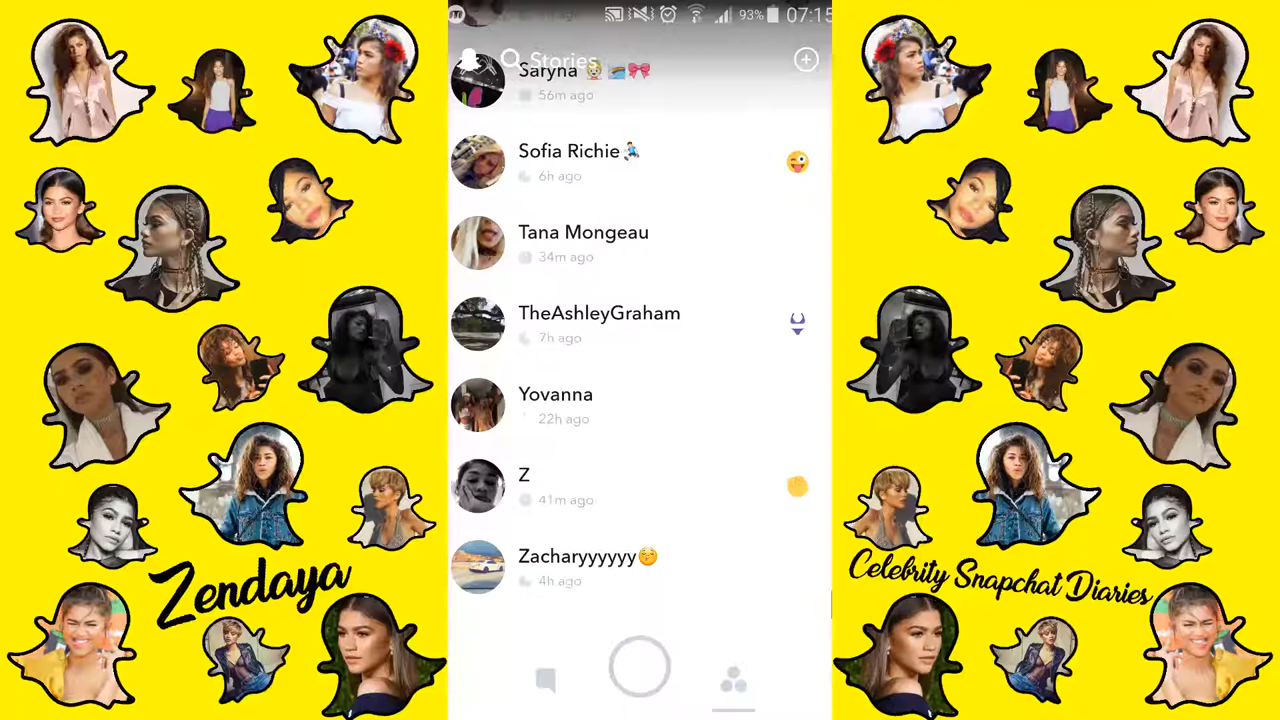 93% 07:15
Stories
Saryna
56m ago
Sofia Richie
6h ago
Tana Mongeau
34m ago
TheAshleyGraham
7h ago
Yovanna
22h ago
Z
41m ago
Zacharyyyyyy
4h ago
Zendaya
Celebrity Snapchat Diaries